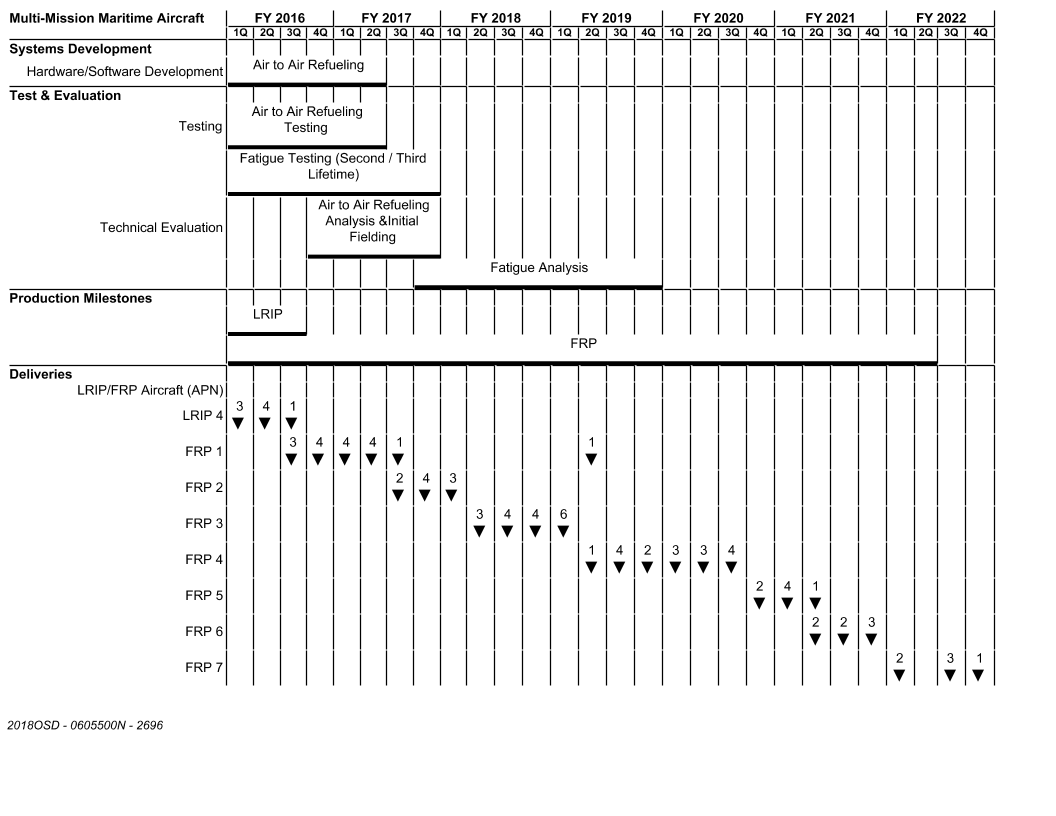 Multi-Mission Maritime Aircraft FY 2016 FY 2017 FY 2018 FY 2019 FY 2020 FY 2021 FY 2022
1Q 2Q 3Q 4Q 1Q 2Q 3Q 4Q 1Q 2Q 3Q 4Q 1Q 2Q 3Q 4Q 1Q 2Q 3Q 4Q 1Q 2Q 3Q 4Q 1Q 2Q 3Q 4Q
Systems Development
Hardware/Software Development Air to Air Refueling
Test & Evaluation
Testing
Air to Air Refueling
Testing
Fatigue Testing (Second / Third
Lifetime)
Technical Evaluation
Air to Air Refueling
Analysis &Initial
Fielding
Fatigue Analysis
Production Milestones
LRIP
FRP
Deliveries
LRIP/FRP Aircraft (APN)
LRIP 4 3 4 1
FRP 1 3 4 4 4 1 1
FRP 2 2 4 3
FRP 3 3 4 4 6
FRP 4 1 4 2 3 3 4
FRP 5 2 4 1
FRP 6 2 2 3
FRP 7 2 3 1
2018OSD - 0605500N - 2696